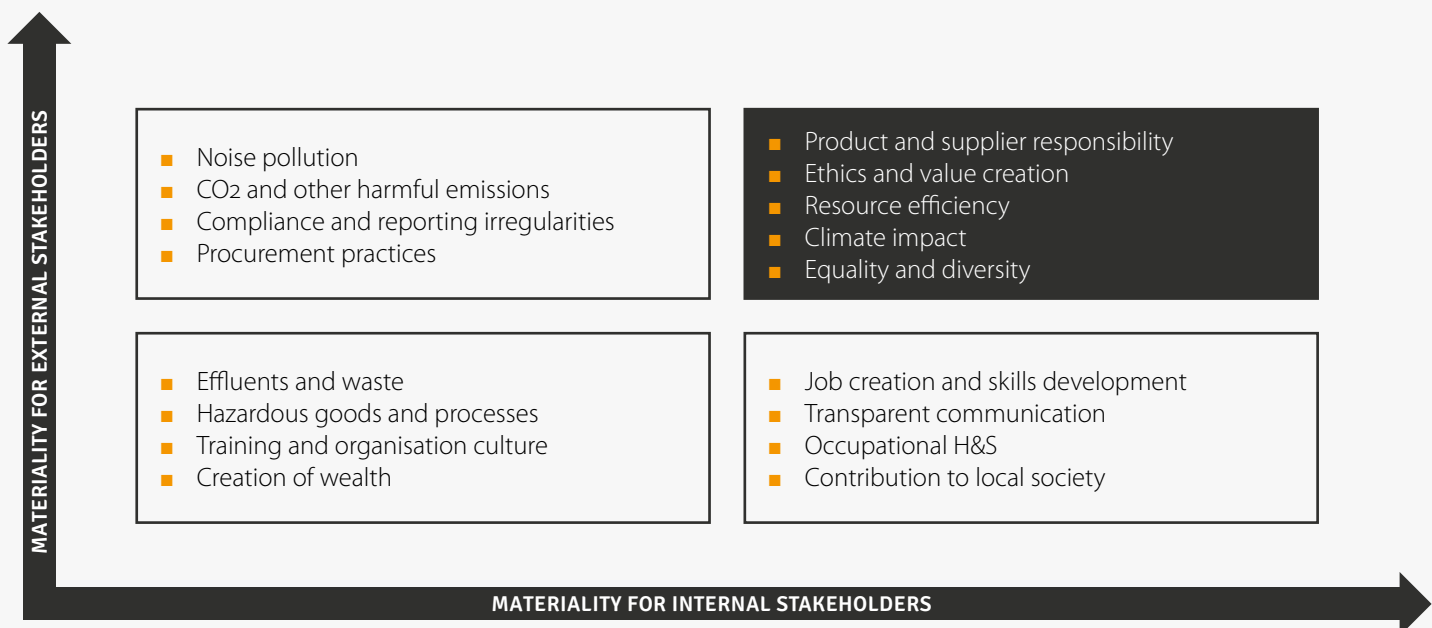 MATERIALITY FOR EXTERNAL STAKEHOLDERS
Noise pollution
CO2 and other harmful emissions
Compliance and reporting irregularities
Procurement practices
Product and supplier responsibility
Ethics and value creation
Resource efficiency
Climate impact
Equality and diversity
Effluents and waste
Hazardous goods and processes
Training and organisation culture
Creation of wealth
Job creation and skills development
Transparent communication
Occupational H&S
Contribution to local society
MATERIALITY FOR INTERNAL STAKEHOLDERS